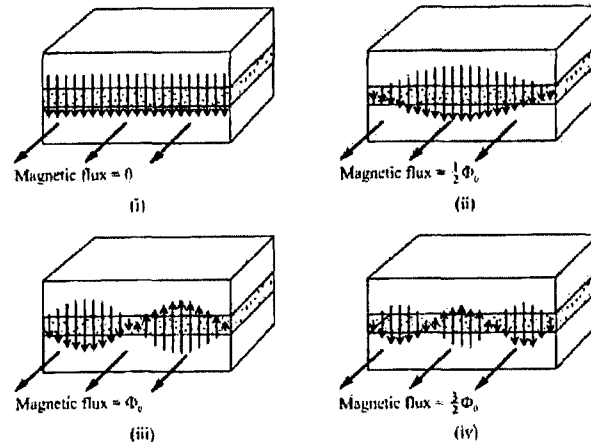 Magnetic flux = 0
(i)
Magnetic flux = ½Φ₀
(ii)
Magnetic flux = Φ₀
(iii)
Magnetic flux = 3/2Φ₀
(iv)